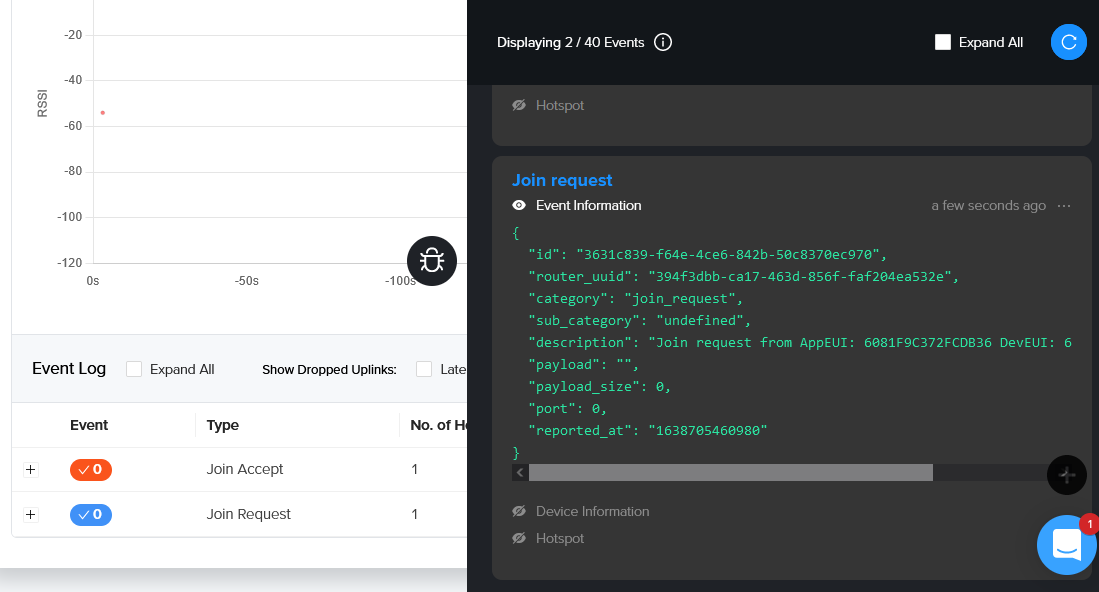 -20
-40
-60
-80
-100
-120
RSSI
0s
-50s
-100s
Event Log
Expand All
Show Dropped Uplinks:
Late
Event
Type
No. of Ho
0
Join Accept
1
0
Join Request
1
Displaying 2 / 40 Events
Expand All
Hotspot
Join request
Event Information
a few seconds ago
{
"id": "3631c839-f64e-4ce6-842b-50c8370ec970",
"router_uuid": "394f3dbb-ca17-463d-856f-faf204ea532e",
"category": "join_request",
"sub_category": "undefined",
"description": "Join request from AppEUI: 6081F9C372FCDB36 DevEUI: 6
"payload": "",
"payload_size": 0,
"port": 0,
"reported_at": "1638705460980"
}
Device Information
Hotspot
1